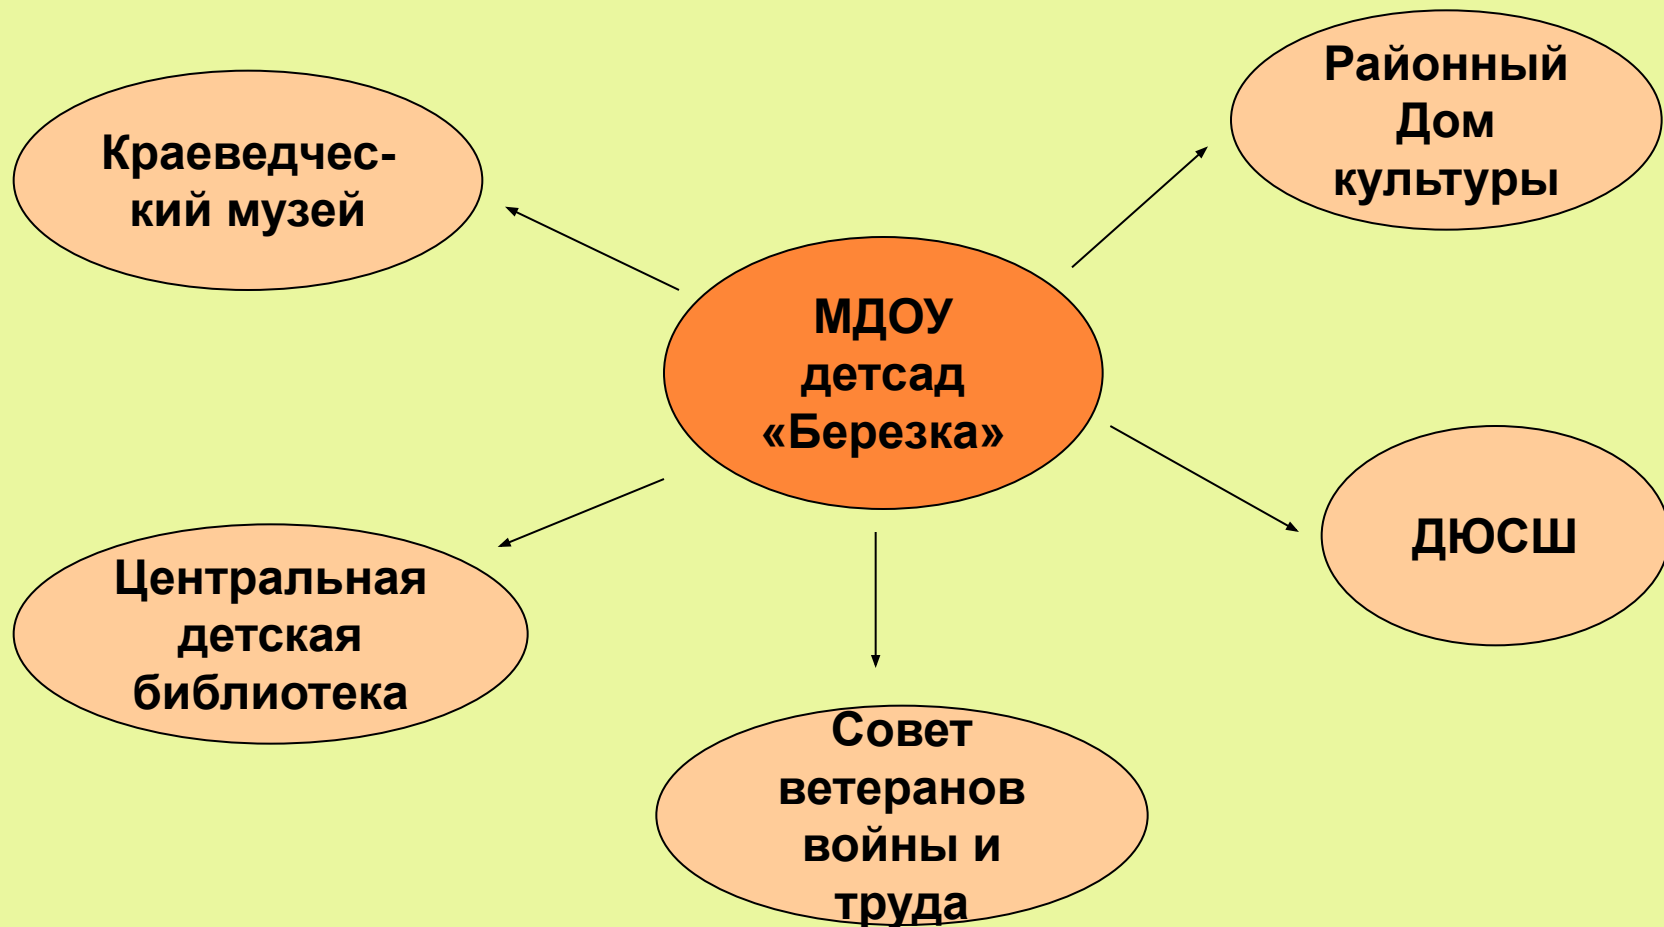 Краеведчес-
кий музей
Районный
Дом
культуры
МДОУ
детсад
«Березка»
ДЮСШ
Центральная
детская
библиотека
Совет
ветеранов
войны и
труда